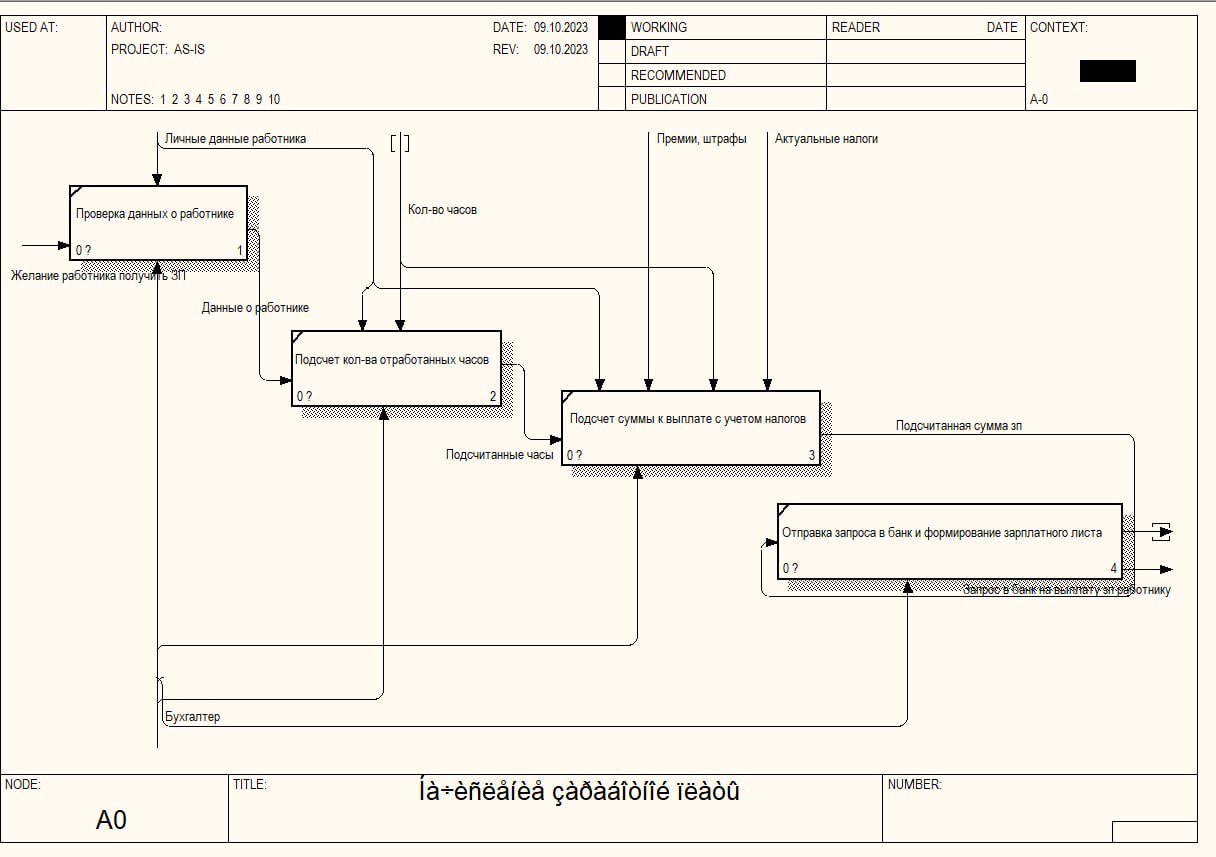 USED AT:
AUTHOR:
DATE: 09.10.2023
PROJECT: AS-IS
REV: 09.10.2023
NOTES: 1 2 3 4 5 6 7 8 9 10
WORKING
DRAFT
RECOMMENDED
PUBLICATION
READER
DATE
CONTEXT:
A-0
Личные данные работника
Кол-во часов
Премии, штрафы
Актуальные налоги
Проверка данных о работнике
0 ?
1
Желание работника получить ЗП
Данные о работнике
Подсчет кол-ва отработанных часов
0 ?
2
Подсчитанные часы
Подсчет суммы к выплате с учетом налогов
0 ?
3
Подсчитанная сумма зп
Отправка запроса в банк и формирование зарплатного листа
0 ?
4
Запрос в банк на выплату зп работнику
Бухгалтер
NODE:
A0
TITLE:
Íà÷èñëåíèå çàðàáîòíîé ïëàòû
NUMBER: